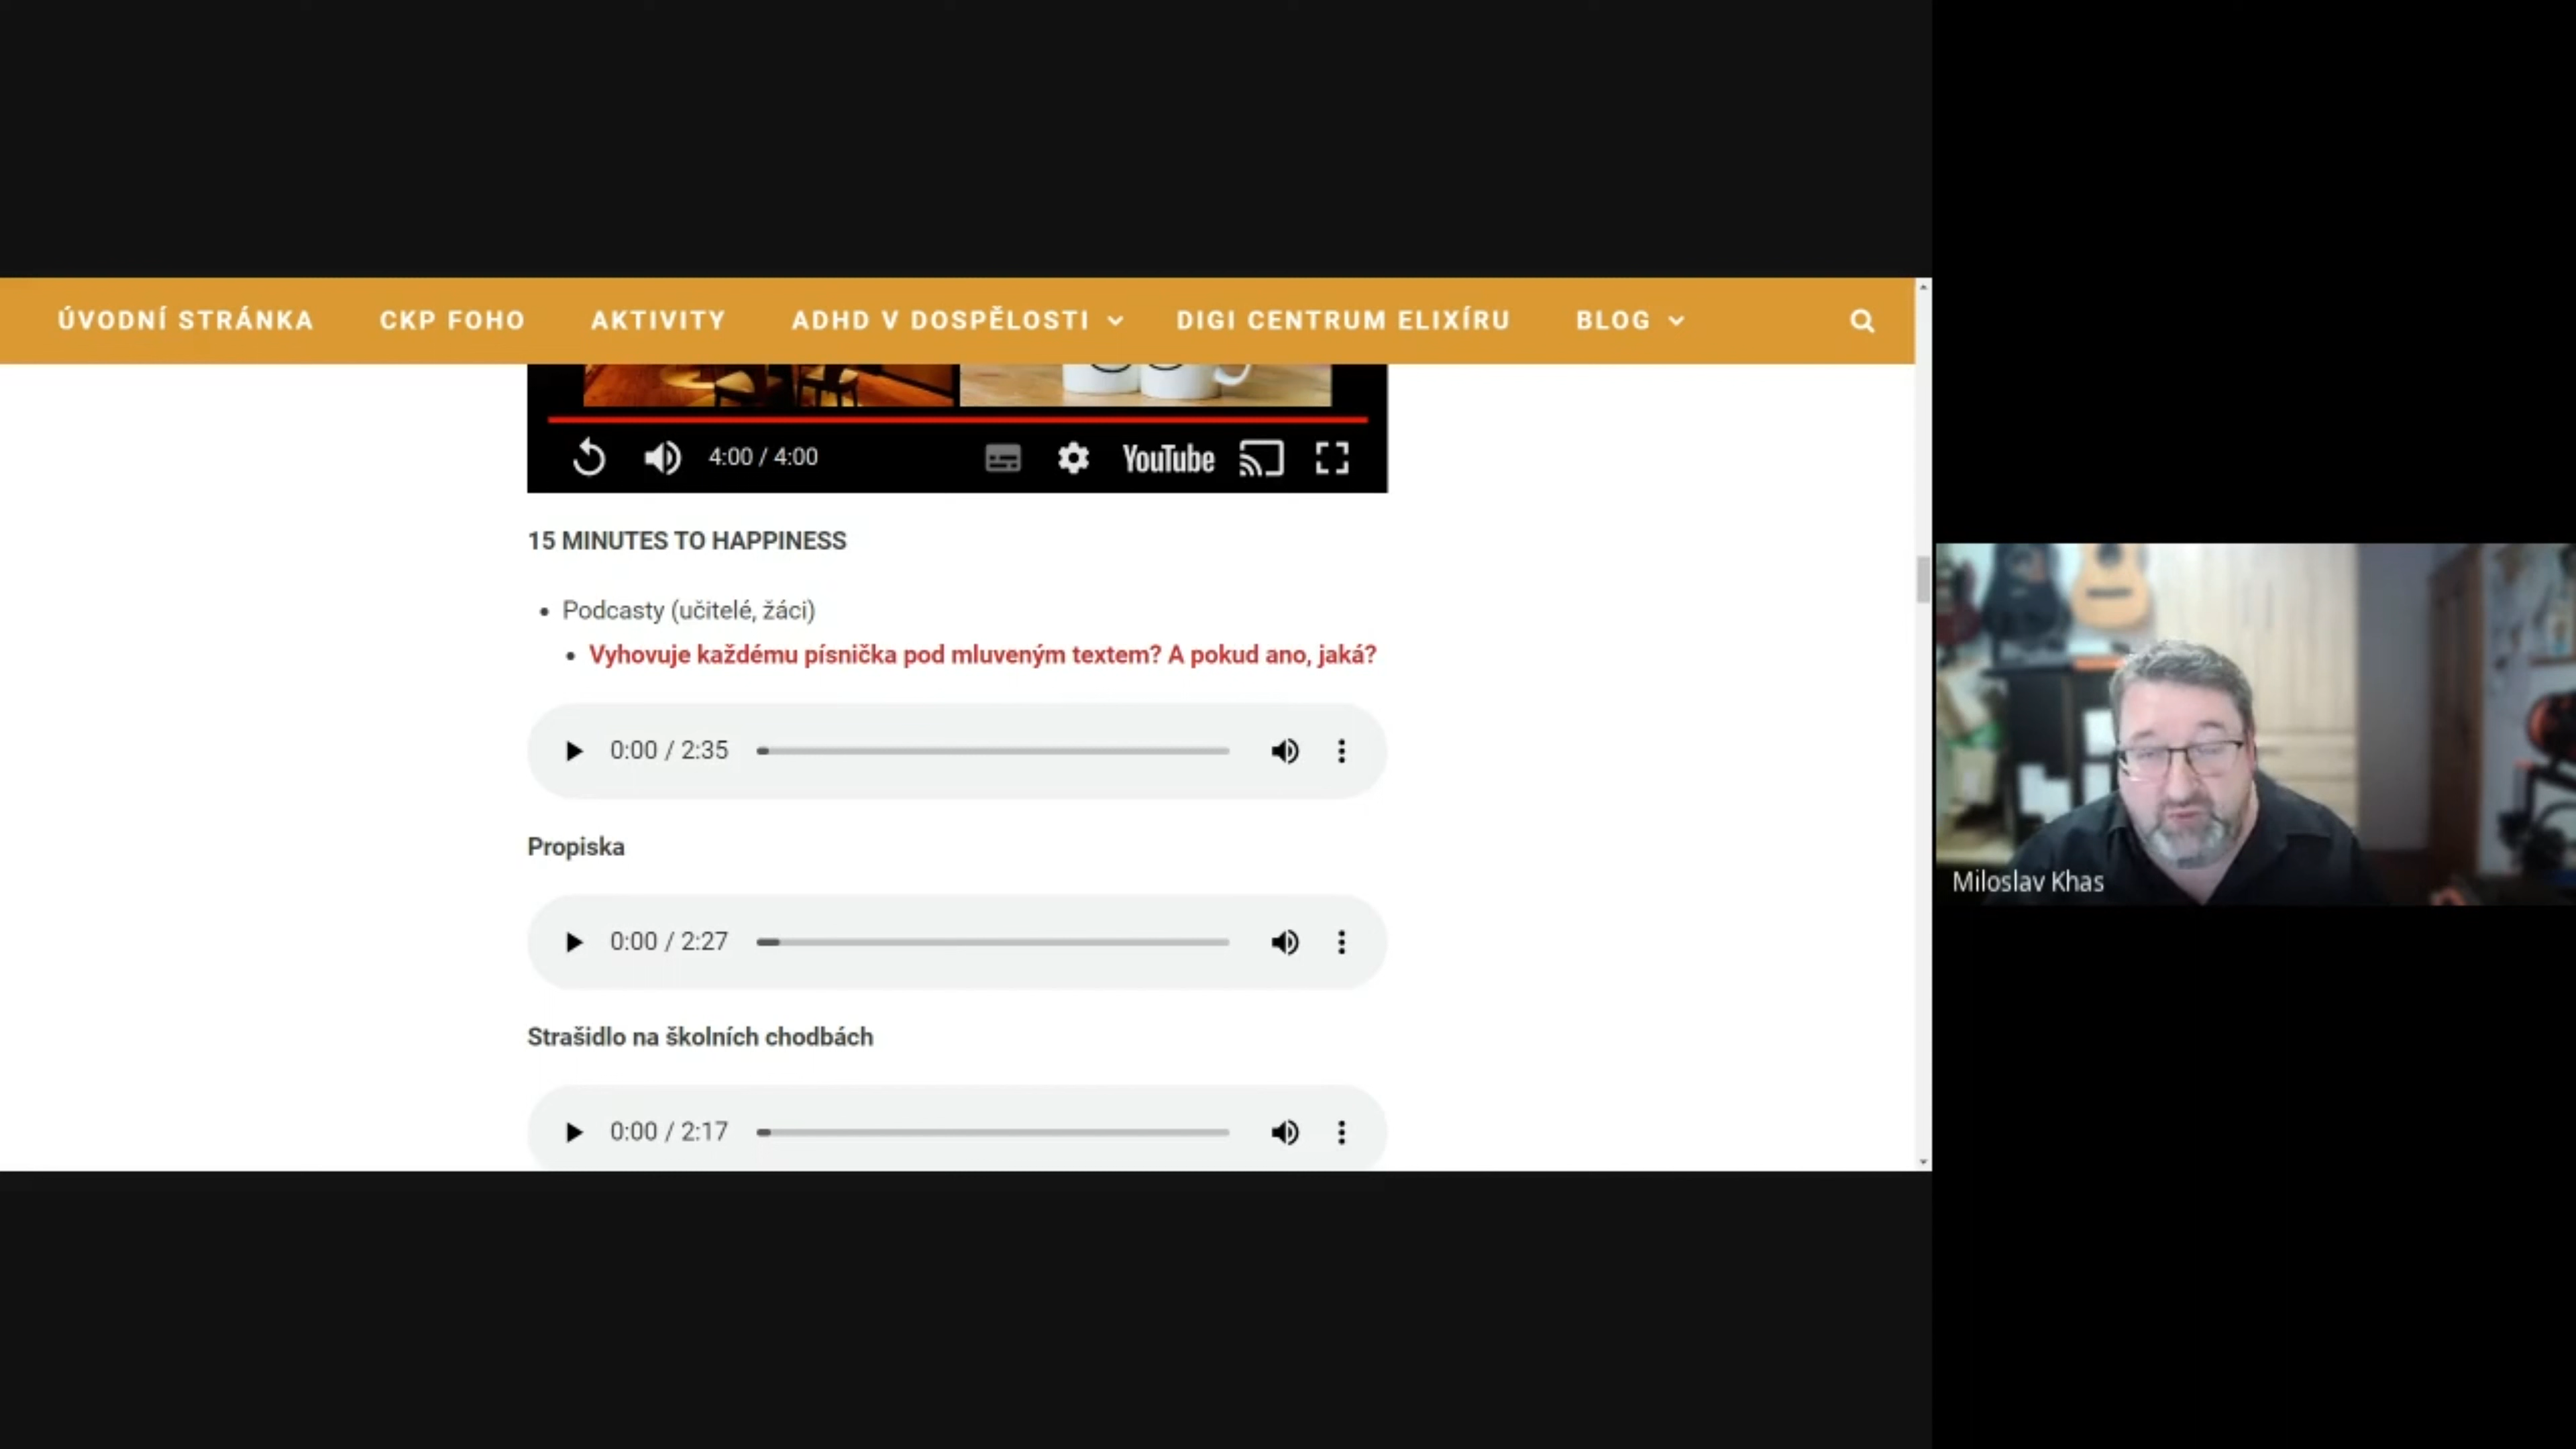 ÚVODNÍ STRÁNKA CKP FOHO AKTIVITY ADHD V DOSPĚLOSTI DIGI CENTRUM ELIXÍRU BLOG
4:00 / 4:00 YouTube
15 MINUTES TO HAPPINESS
Podcasty (učitelé, žáci)
Vyhovuje každému písnička pod mluveným textem? A pokud ano, jaká?
0:00 / 2:35
Propiska
Miloslav Khas
0:00 / 2:27
Strašidlo na školních chodbách
0:00 / 2:17